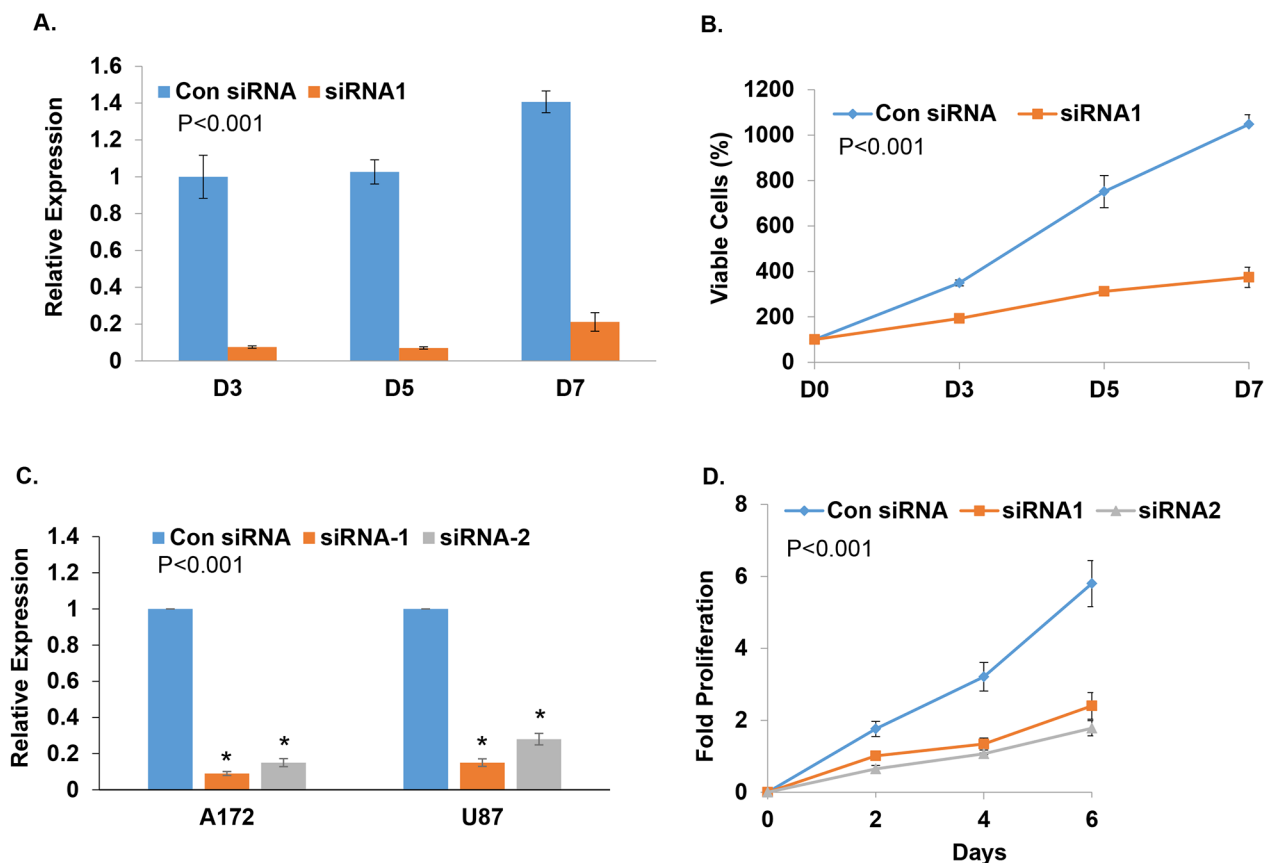 A.
Con siRNA siRNA1
P<0.001
Relative Expression
1.6
1.4
1.2
1
0.8
0.6
0.4
0.2
0
D3 D5 D7
B.
Con siRNA siRNA1
P<0.001
Viable Cells (%)
1200
1000
800
600
400
200
0
D0 D3 D5 D7
C.
Con siRNA siRNA-1 siRNA-2
P<0.001
Relative Expression
1.4
1.2
1
0.8
0.6
0.4
0.2
0
* * * *
A172 U87
D.
Con siRNA siRNA1 siRNA2
P<0.001
Fold Proliferation
8
6
4
2
0
0 2 4 6
Days